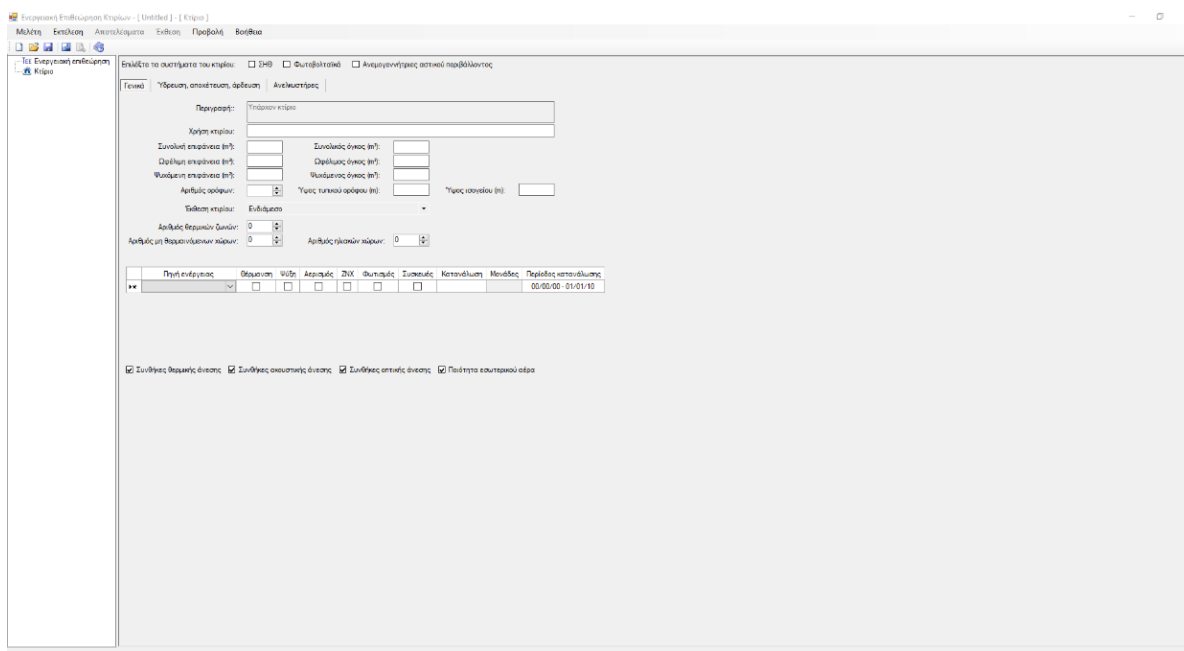 Ενεργειακή Επιθεώρηση Κτιρίων - [ Untitled ] - [ Κτίριο ]
Μελέτη Εκτέλεση Αποτελέσματα Έκθεση Προβολή Βοήθεια
ΤΕΕ Ενεργειακή επιθεώρηση
Κτίριο
Επιλέξτε τα συστήματα του κτιρίου: ΣΗΘ Φωτοβολταϊκά Ανεμογεννήτριες αστικού περιβάλλοντος
Γενικά Ύδρευση, αποχέτευση, άρδευση Ανελκυστήρες
Περιγραφή:: Υπάρχον κτίριο
Χρήση κτιρίου:
Συνολική επιφάνεια (m²): Συνολικός όγκος (m³):
Ωφέλιμη επιφάνεια (m²): Ωφέλιμος όγκος (m³):
Ψυχόμενη επιφάνεια (m²): Ψυχόμενος όγκος (m³):
Αριθμός ορόφων: Ύψος τυπικού ορόφου (m): Ύψος ισογείου (m):
Έκθεση κτιρίου: Ενδιάμεσο
Αριθμός θερμικών ζωνών: 0
Αριθμός μη θερμαινόμενων χώρων: 0 Αριθμός ηλιακών χώρων: 0
Πηγή ενέργειας Θέρμανση Ψύξη Αερισμός ΖΝΧ Φωτισμός Συσκευές Κατανάλωση Μονάδες Περίοδος κατανάλωσης
00/00/00 - 01/01/10
Συνθήκες θερμικής άνεσης Συνθήκες ακουστικής άνεσης Συνθήκες οπτικής άνεσης Ποιότητα εσωτερικού αέρα